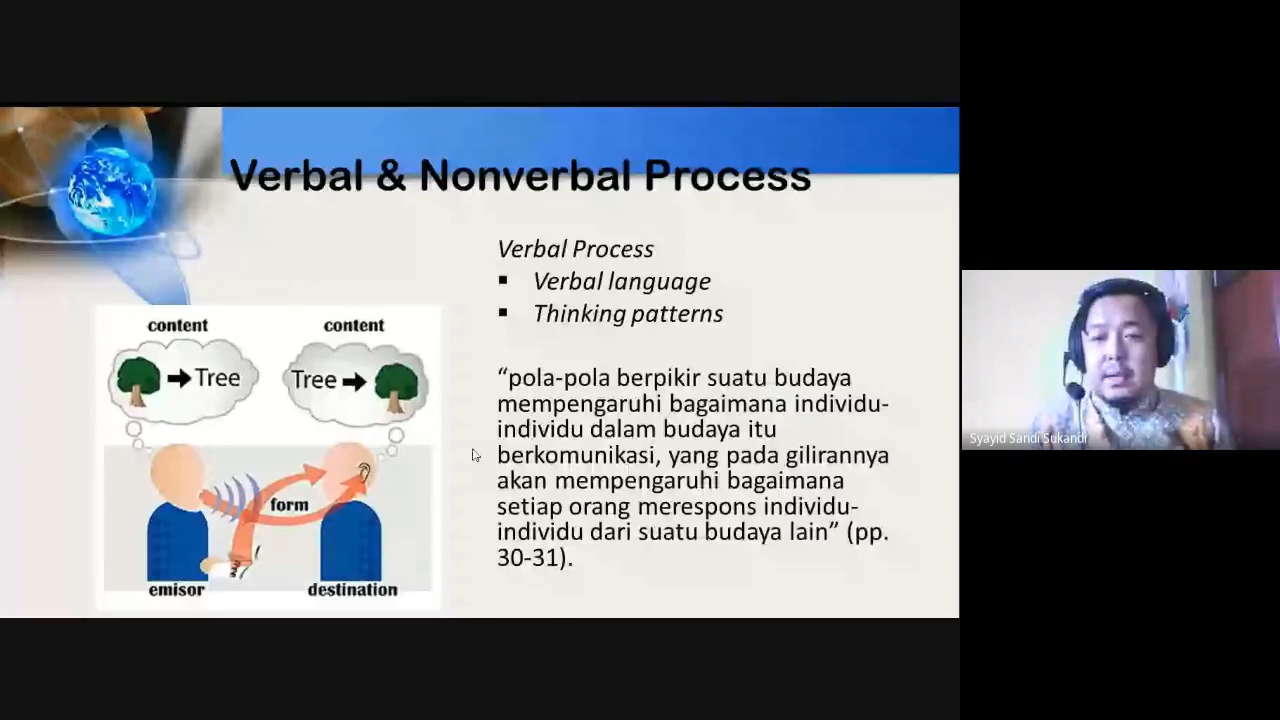 Verbal & Nonverbal Process
Verbal Process
▪ Verbal language
▪ Thinking patterns
“pola-pola berpikir suatu budaya
mempengaruhi bagaimana individu-
individu dalam budaya itu
berkomunikasi, yang pada gilirannya
akan mempengaruhi bagaimana
setiap orang merespons individu-
individu dari suatu budaya lain” (pp.
30-31).
content content
Tree Tree
form
emisor destination
Syayid Sandi Sukandi